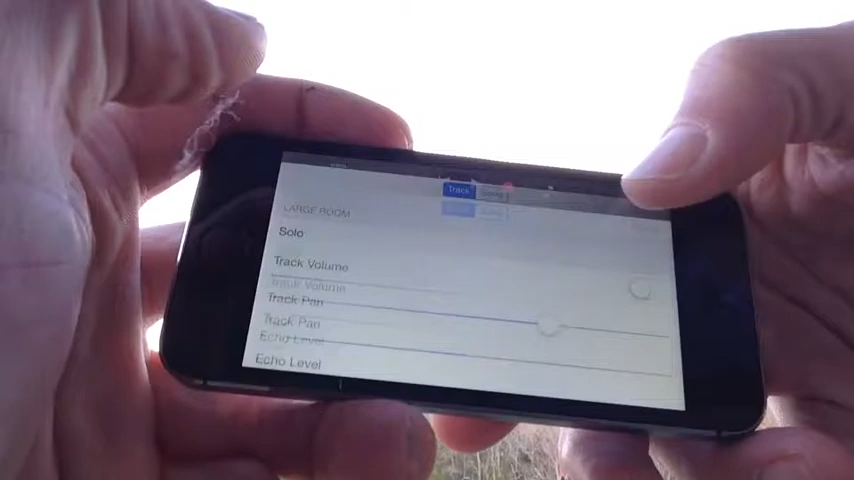 Track
LARGE ROOM
Solo
Track Volume
Track Volume
Track Pan
Track Pan
Echo Level
Echo Level